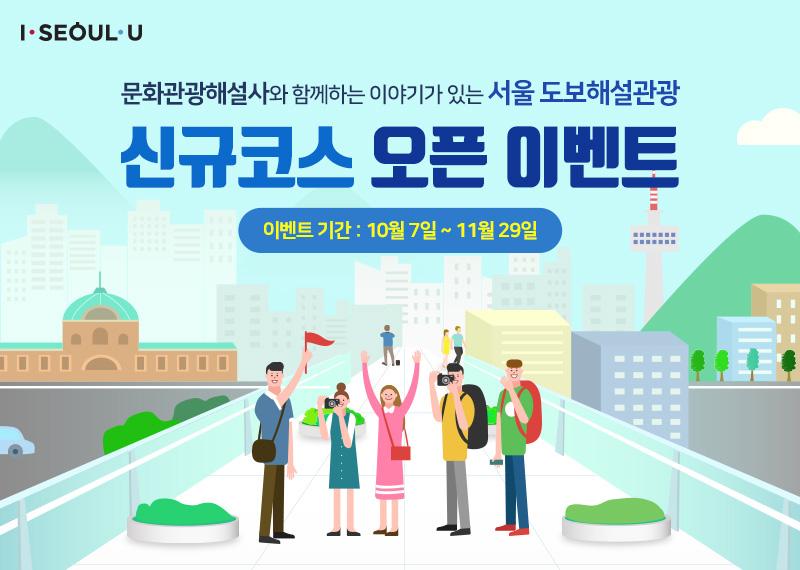 I·SEOUL·U
문화관광해설사와 함께하는 이야기가 있는 서울 도보해설관광
신규코스 오픈 이벤트
이벤트 기간 : 10월 7일 ~ 11월 29일